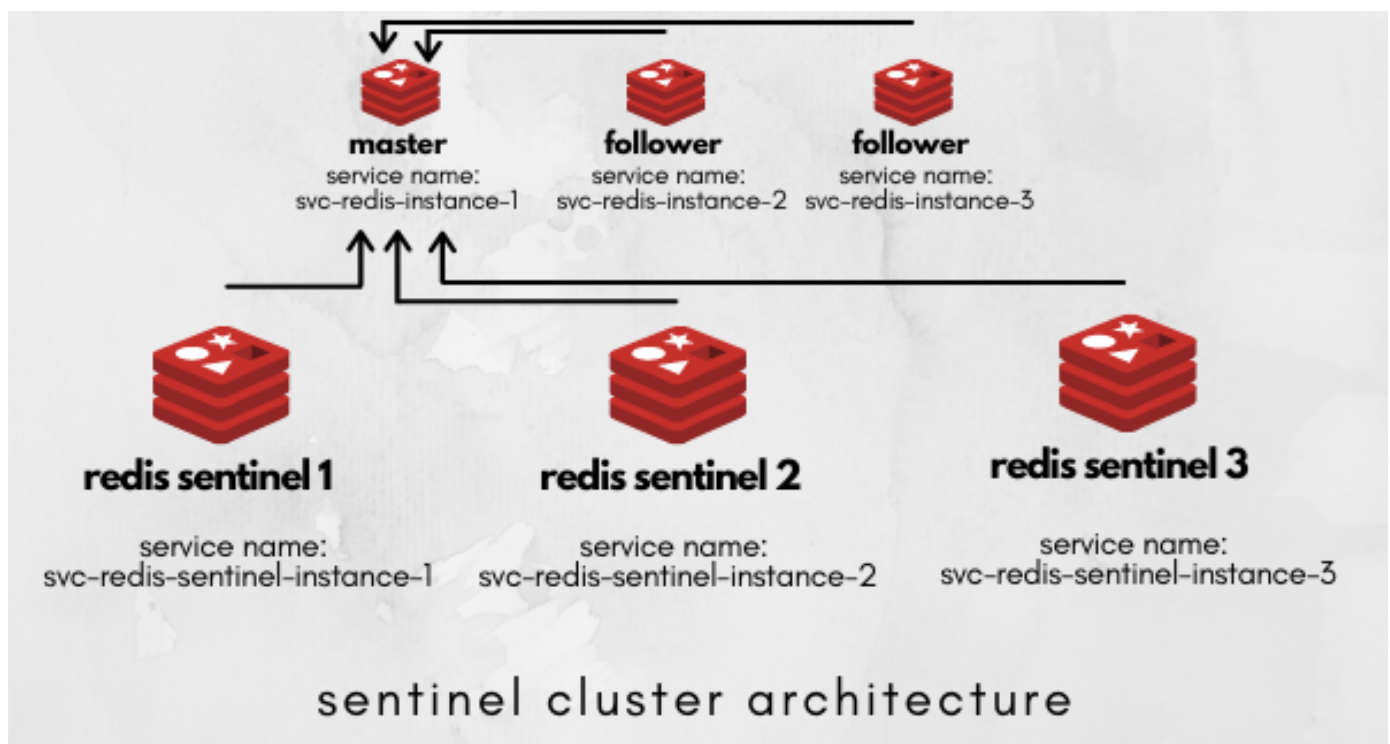 master
service name:
svc-redis-instance-1
follower
service name:
svc-redis-instance-2
follower
service name:
svc-redis-instance-3
redis sentinel 1
service name:
svc-redis-sentinel-instance-1
redis sentinel 2
service name:
svc-redis-sentinel-instance-2
redis sentinel 3
service name:
svc-redis-sentinel-instance-3
sentinel cluster architecture